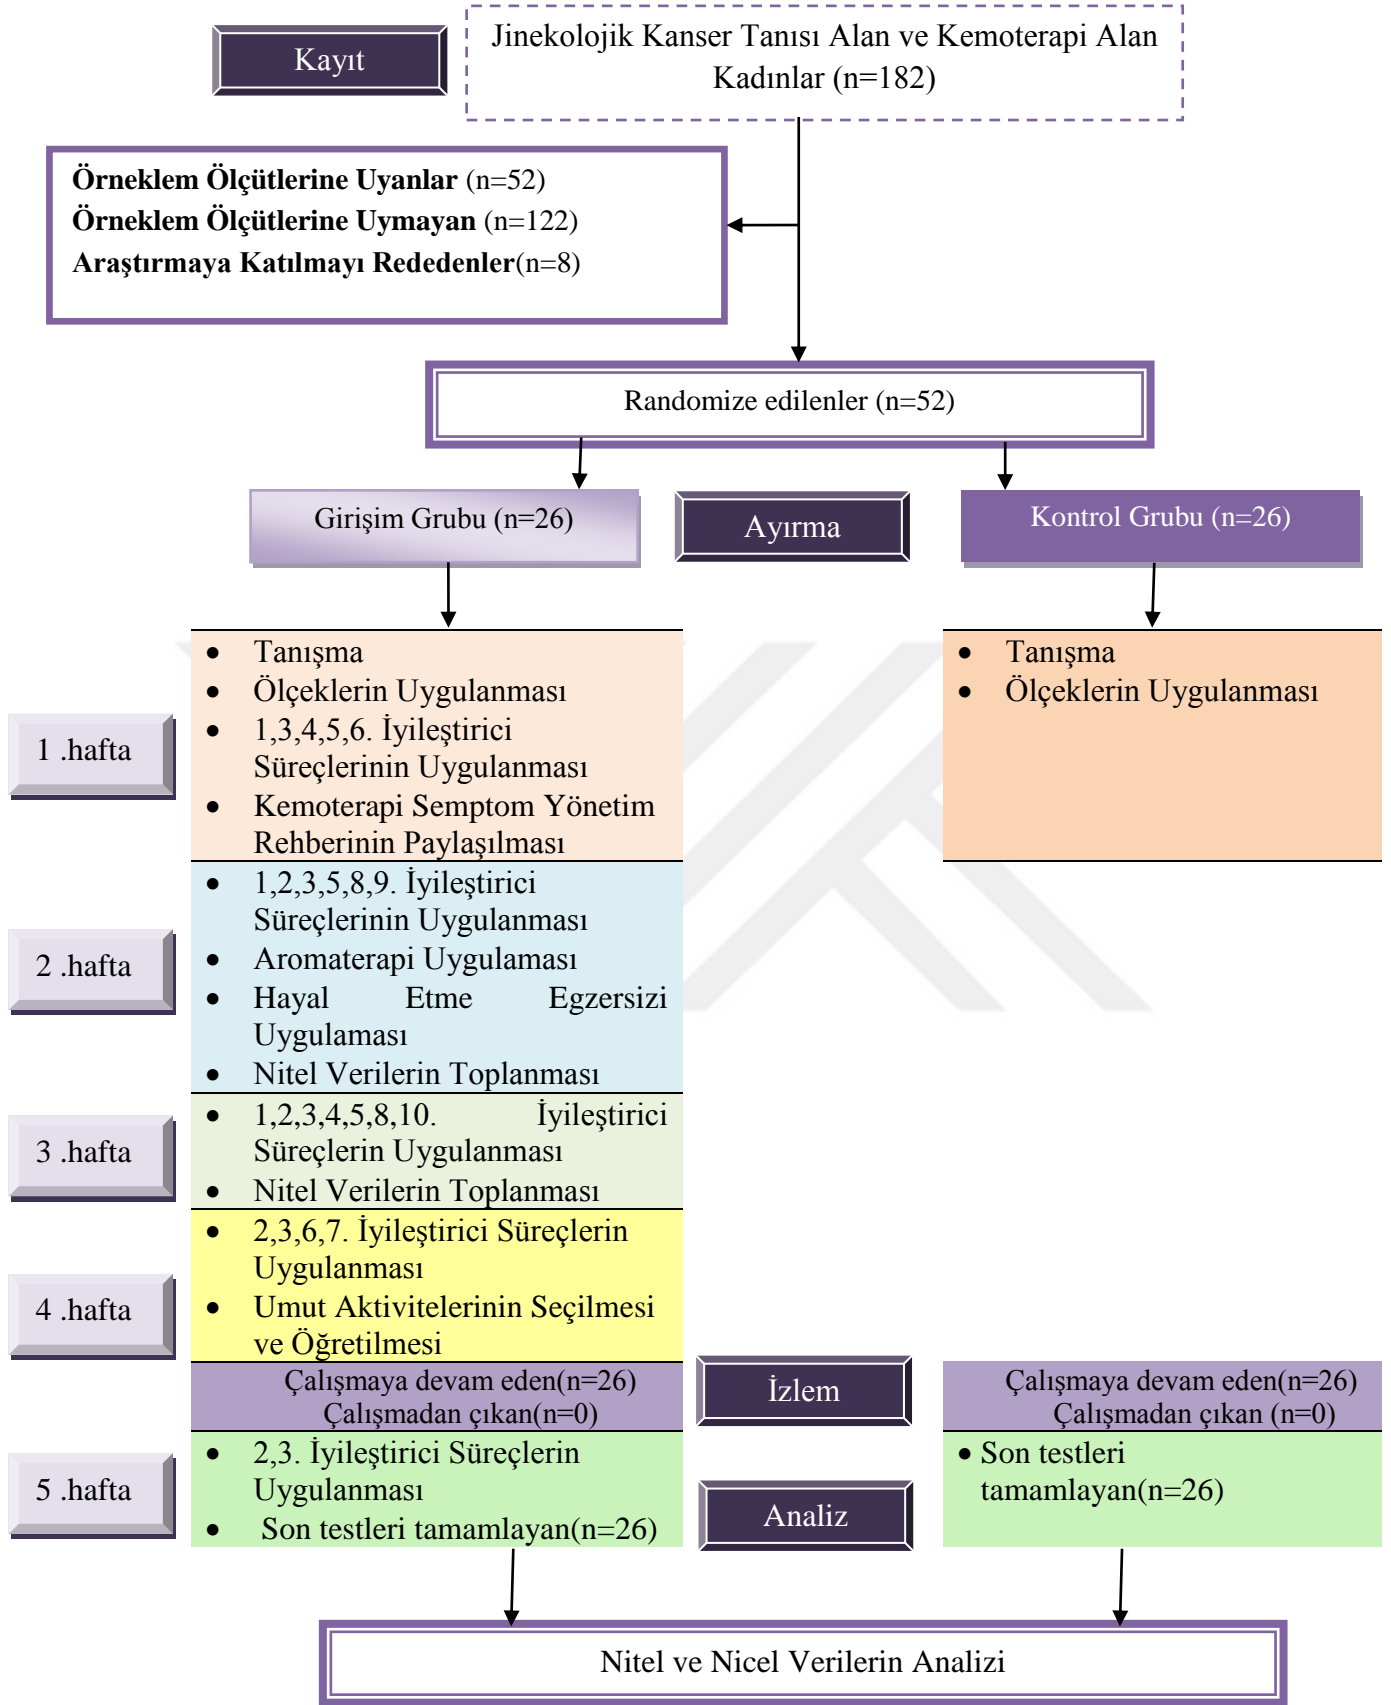 Kayıt
Jinekolojik Kanser Tanısı Alan ve Kemoterapi Alan
Kadınlar (n=182)
Örneklem Ölçütlerine Uyanlar (n=52)
Örneklem Ölçütlerine Uymayan (n=122)
Araştırmaya Katılmayı Rededenler(n=8)
Randomize edilenler (n=52)
Girişim Grubu (n=26)
Ayırma
Kontrol Grubu (n=26)
1 .hafta
• Tanışma
• Ölçeklerin Uygulanması
• 1,3,4,5,6. İyileştirici
Süreçlerinin Uygulanması
• Kemoterapi Semptom Yönetim
Rehberinin Paylaşılması
• Tanışma
• Ölçeklerin Uygulanması
2 .hafta
• 1,2,3,5,8,9. İyileştirici
Süreçlerinin Uygulanması
• Aromaterapi Uygulaması
• Hayal Etme Egzersizi
Uygulaması
• Nitel Verilerin Toplanması
3 .hafta
• 1,2,3,4,5,8,10. İyileştirici
Süreçlerin Uygulanması
• Nitel Verilerin Toplanması
4 .hafta
• 2,3,6,7. İyileştirici Süreçlerin
Uygulanması
• Umut Aktivitelerinin Seçilmesi
ve Öğretilmesi
Çalışmaya devam eden(n=26)
Çalışmadan çıkan(n=0)
İzlem
Çalışmaya devam eden(n=26)
Çalışmadan çıkan (n=0)
5 .hafta
• 2,3. İyileştirici Süreçlerin
Uygulanması
• Son testleri tamamlayan(n=26)
Analiz
• Son testleri
tamamlayan(n=26)
Nitel ve Nicel Verilerin Analizi